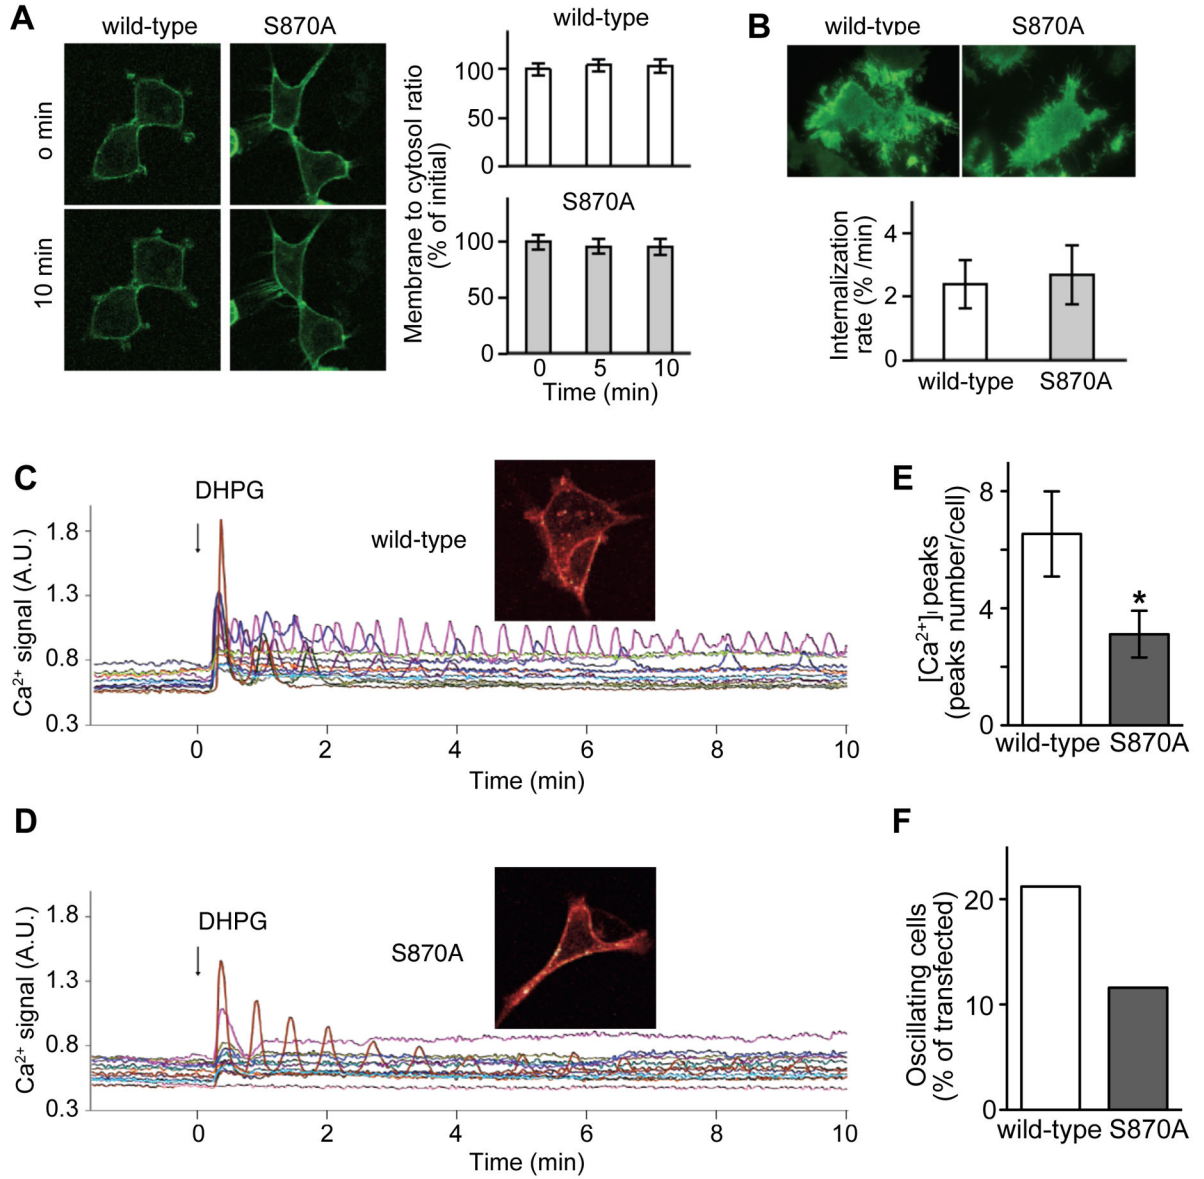 A
wild-type
S870A
o min
10 min
Membrane to cytosol ratio
(% of initial)
wild-type
100
50
0
S870A
100
50
0
0 5 10
Time (min)
B
wild-type
S870A
Internalization
rate (% /min)
4
2
0
wild-type
S870A
C
DHPG
wild-type
Ca²⁺ signal (A.U.)
1.8
1.3
0.8
0.3
0 2 4 6 8 10
Time (min)
E
[Ca²⁺]ᵢ peaks
(peaks number/cell)
8
4
0
*
wild-type S870A
D
DHPG
S870A
Ca²⁺ signal (A.U.)
1.8
1.3
0.8
0.3
0 2 4 6 8 10
Time (min)
F
Oscillating cells
(% of transfected)
20
10
0
wild-type S870A